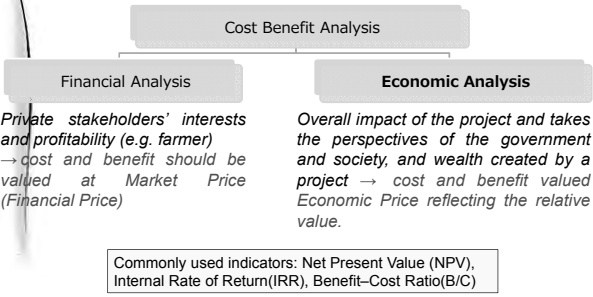 Cost Benefit Analysis
Financial Analysis
Private stakeholders' interests
and profitability (e.g. farmer)
→cost and benefit should be
valued at Market Price
(Financial Price)
Economic Analysis
Overall impact of the project and takes
the perspectives of the government
and society, and wealth created by a
project → cost and benefit valued
Economic Price reflecting the relative
value.
Commonly used indicators: Net Present Value (NPV),
Internal Rate of Return(IRR), Benefit–Cost Ratio(B/C)